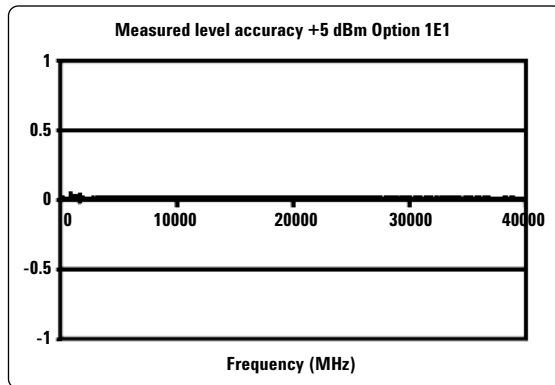 Measured level accuracy +5 dBm Option 1E1
1
0.5
0
0 10000 20000 30000 40000
-0.5
-1
Frequency (MHz)